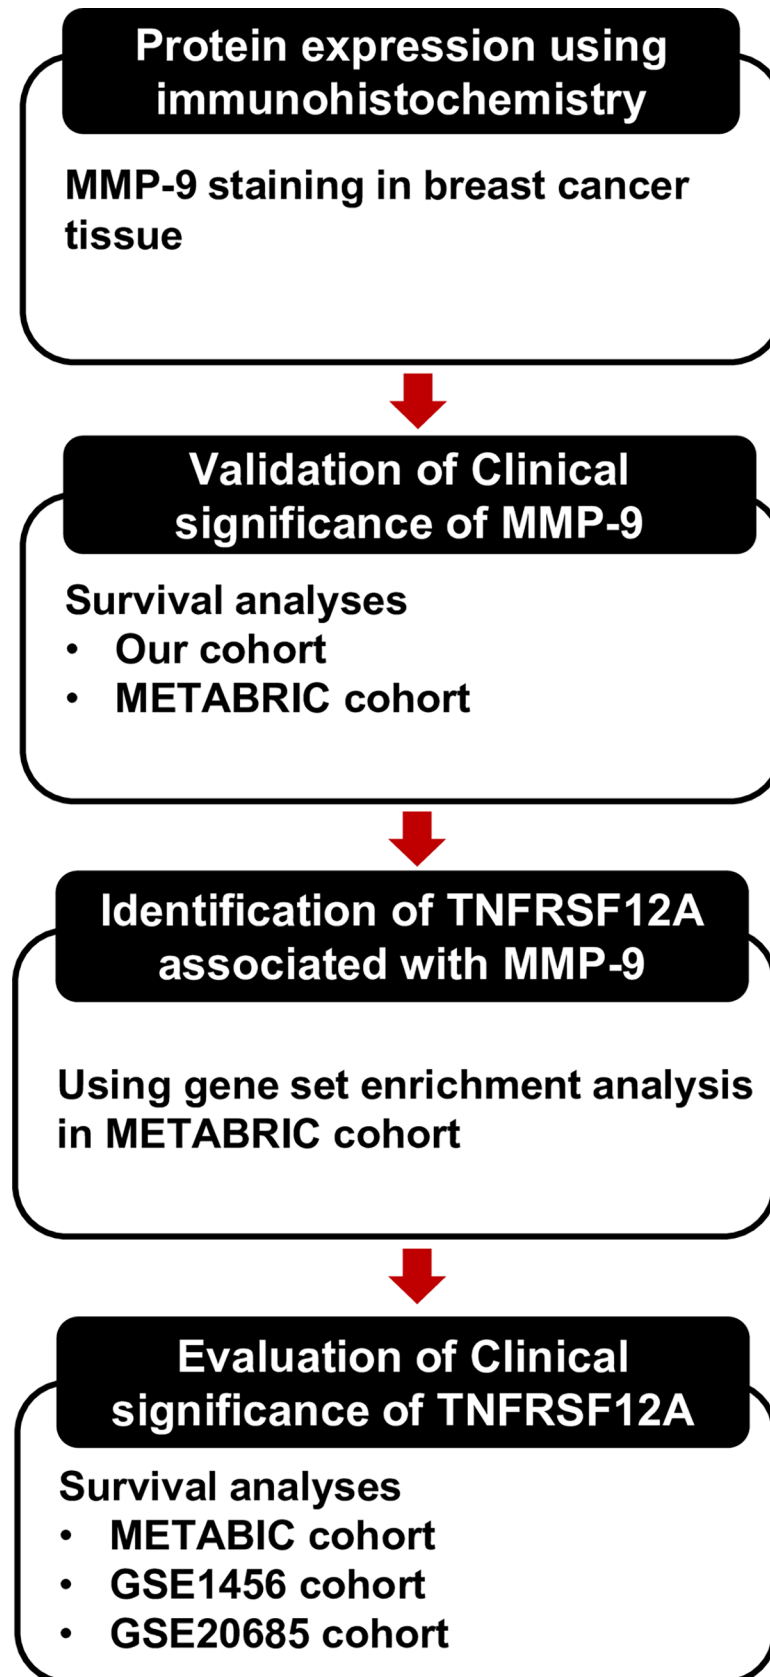 Protein expression using
immunohistochemistry
MMP-9 staining in breast cancer
tissue
Validation of Clinical
significance of MMP-9
Survival analyses
• Our cohort
• METABRIC cohort
Identification of TNFRSF12A
associated with MMP-9
Using gene set enrichment analysis
in METABRIC cohort
Evaluation of Clinical
significance of TNFRSF12A
Survival analyses
• METABIC cohort
• GSE1456 cohort
• GSE20685 cohort